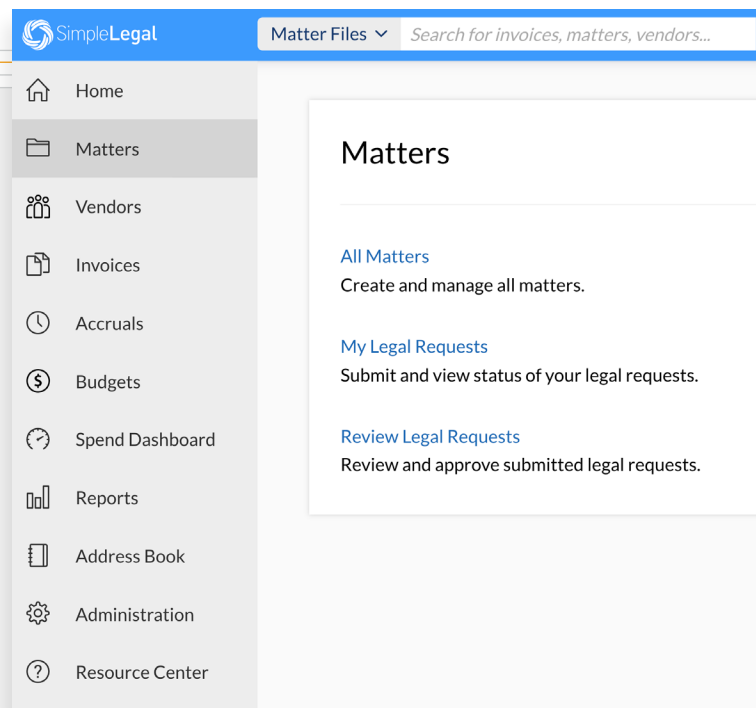 SimpleLegal
Matter Files
Search for invoices, matters, vendors...
Home
Matters
Vendors
Invoices
Accruals
Budgets
Spend Dashboard
Reports
Address Book
Administration
Resource Center
Matters
All Matters
Create and manage all matters.
My Legal Requests
Submit and view status of your legal requests.
Review Legal Requests
Review and approve submitted legal requests.